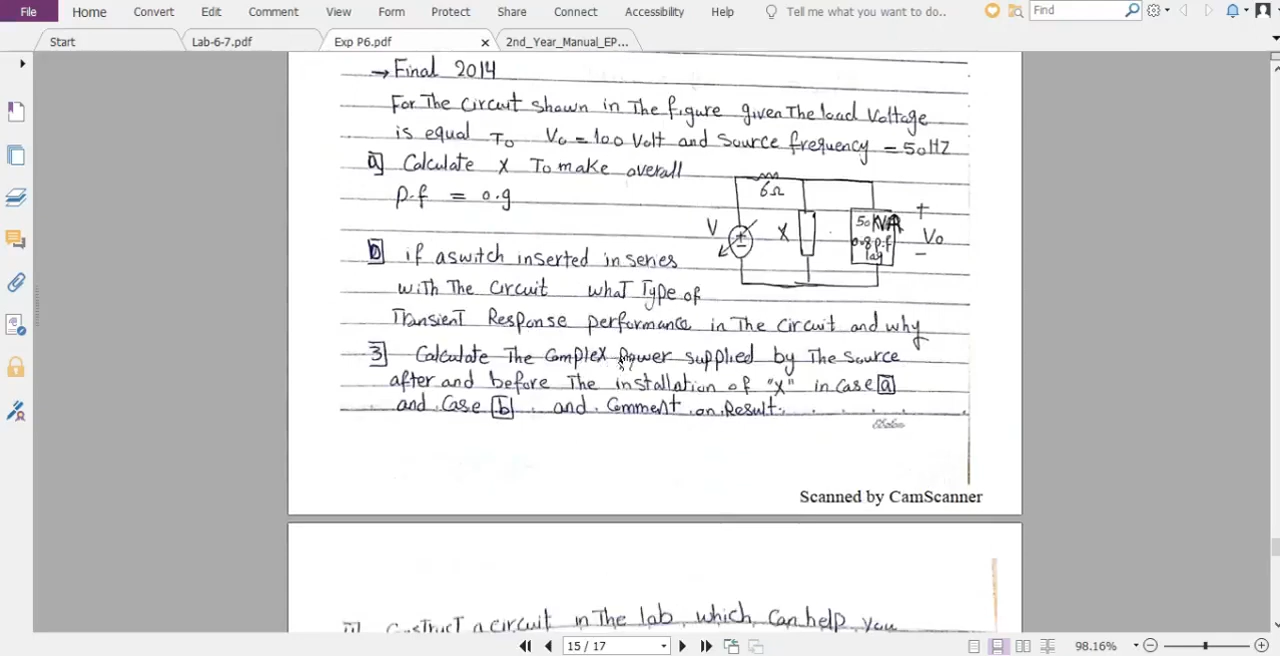 File Home Convert Edit Comment View Form Protect Share Connect Accessibility Help Tell me what you want to do.. Find
Start Lab-6-7.pdf Exp P6.pdf × 2nd_Year_Manual_EP...
→ Final 2014
For The circuit shown in The figure given The load Voltage
is equal To Vo = 100 Volt and source frequency = 50HZ
a) Calculate X To make overall
p.f = 0.9
6Ω
V
X
50KVA
0.8 p.f
lag
+
Vo
-
b if a switch inserted in series
with The circuit what Type of
Transient Response performance in The circuit and why
3 Calculate The Complex power supplied by The source
after and before The installation of "X" in case a
and case b and Comment on Result.
Scanned by CamScanner
Construct a circuit in The lab, which can help you
15 / 17
98.16%